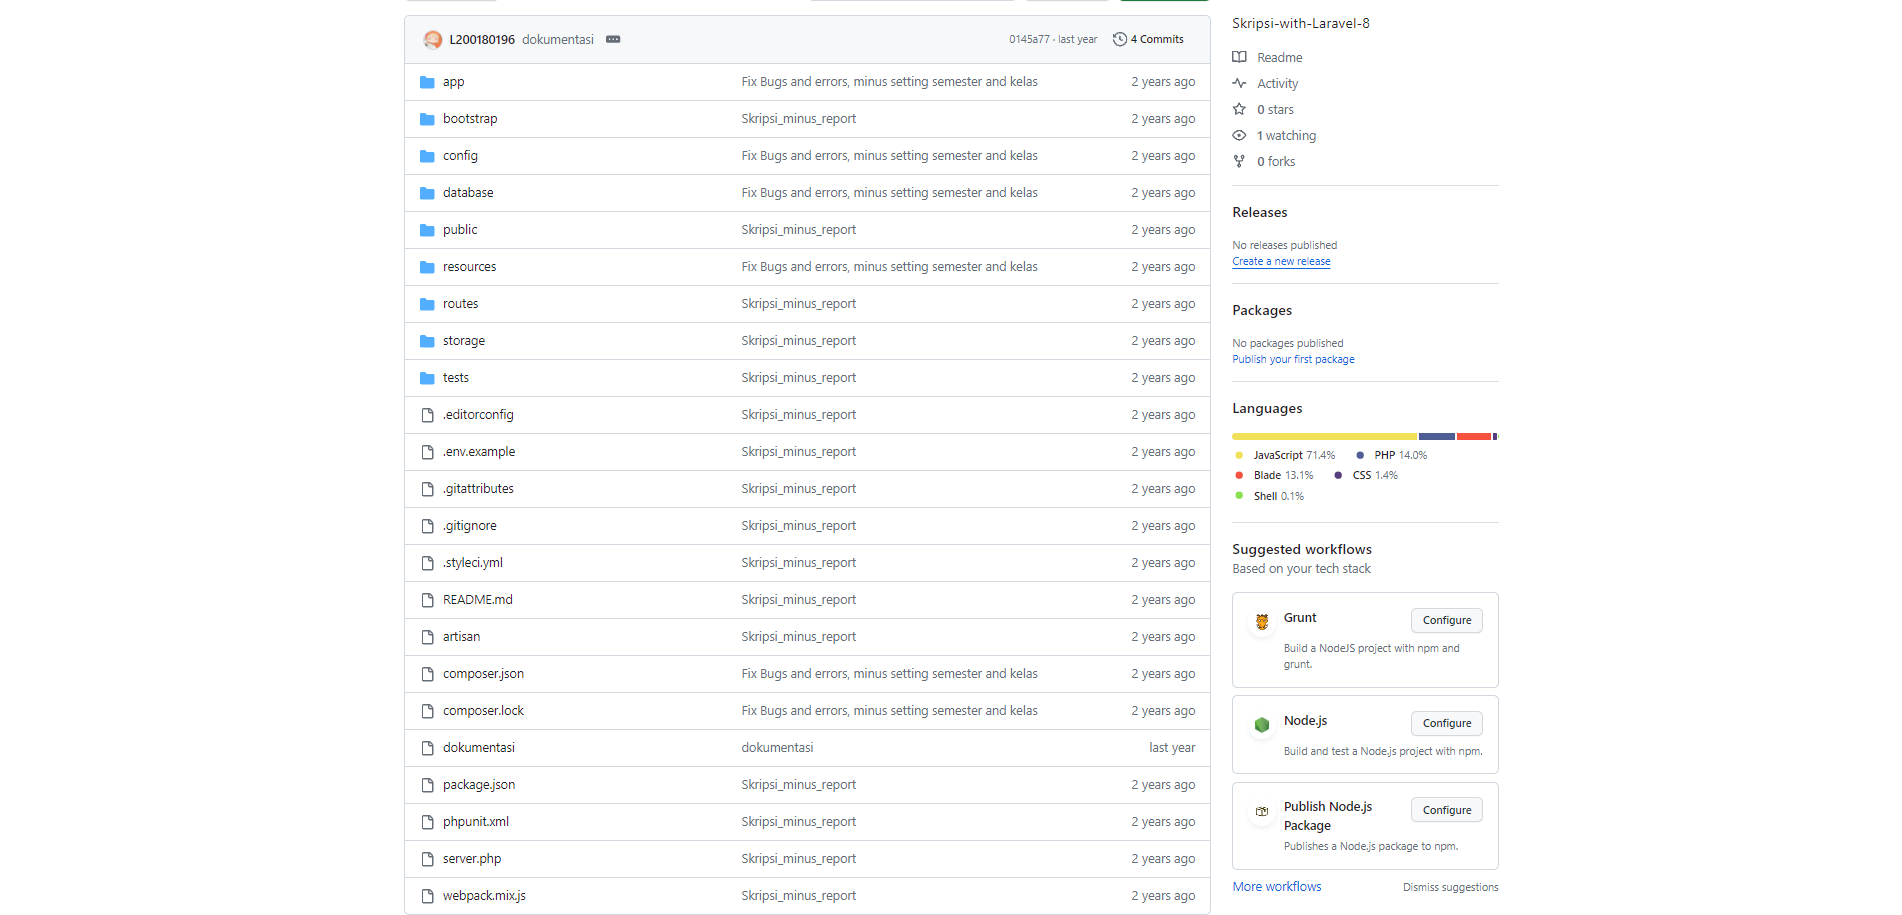 L200180196 dokumentasi
0145a77 · last year 4 Commits
app Fix Bugs and errors, minus setting semester and kelas 2 years ago
bootstrap Skripsi_minus_report 2 years ago
config Fix Bugs and errors, minus setting semester and kelas 2 years ago
database Fix Bugs and errors, minus setting semester and kelas 2 years ago
public Skripsi_minus_report 2 years ago
resources Fix Bugs and errors, minus setting semester and kelas 2 years ago
routes Skripsi_minus_report 2 years ago
storage Skripsi_minus_report 2 years ago
tests Skripsi_minus_report 2 years ago
.editorconfig Skripsi_minus_report 2 years ago
.env.example Skripsi_minus_report 2 years ago
.gitattributes Skripsi_minus_report 2 years ago
.gitignore Skripsi_minus_report 2 years ago
.styleci.yml Skripsi_minus_report 2 years ago
README.md Skripsi_minus_report 2 years ago
artisan Skripsi_minus_report 2 years ago
composer.json Fix Bugs and errors, minus setting semester and kelas 2 years ago
composer.lock Fix Bugs and errors, minus setting semester and kelas 2 years ago
dokumentasi dokumentasi last year
package.json Skripsi_minus_report 2 years ago
phpunit.xml Skripsi_minus_report 2 years ago
server.php Skripsi_minus_report 2 years ago
webpack.mix.js Skripsi_minus_report 2 years ago
Skripsi-with-Laravel-8
Readme
Activity
0 stars
1 watching
0 forks
Releases
No releases published
Create a new release
Packages
No packages published
Publish your first package
Languages
JavaScript 71.4% PHP 14.0%
Blade 13.1% CSS 1.4%
Shell 0.1%
Suggested workflows
Based on your tech stack
Grunt Configure
Build a NodeJS project with npm and
grunt.
Node.js Configure
Build and test a Node.js project with npm.
Publish Node.js
Package
Configure
Publishes a Node.js package to npm.
More workflows Dismiss suggestions